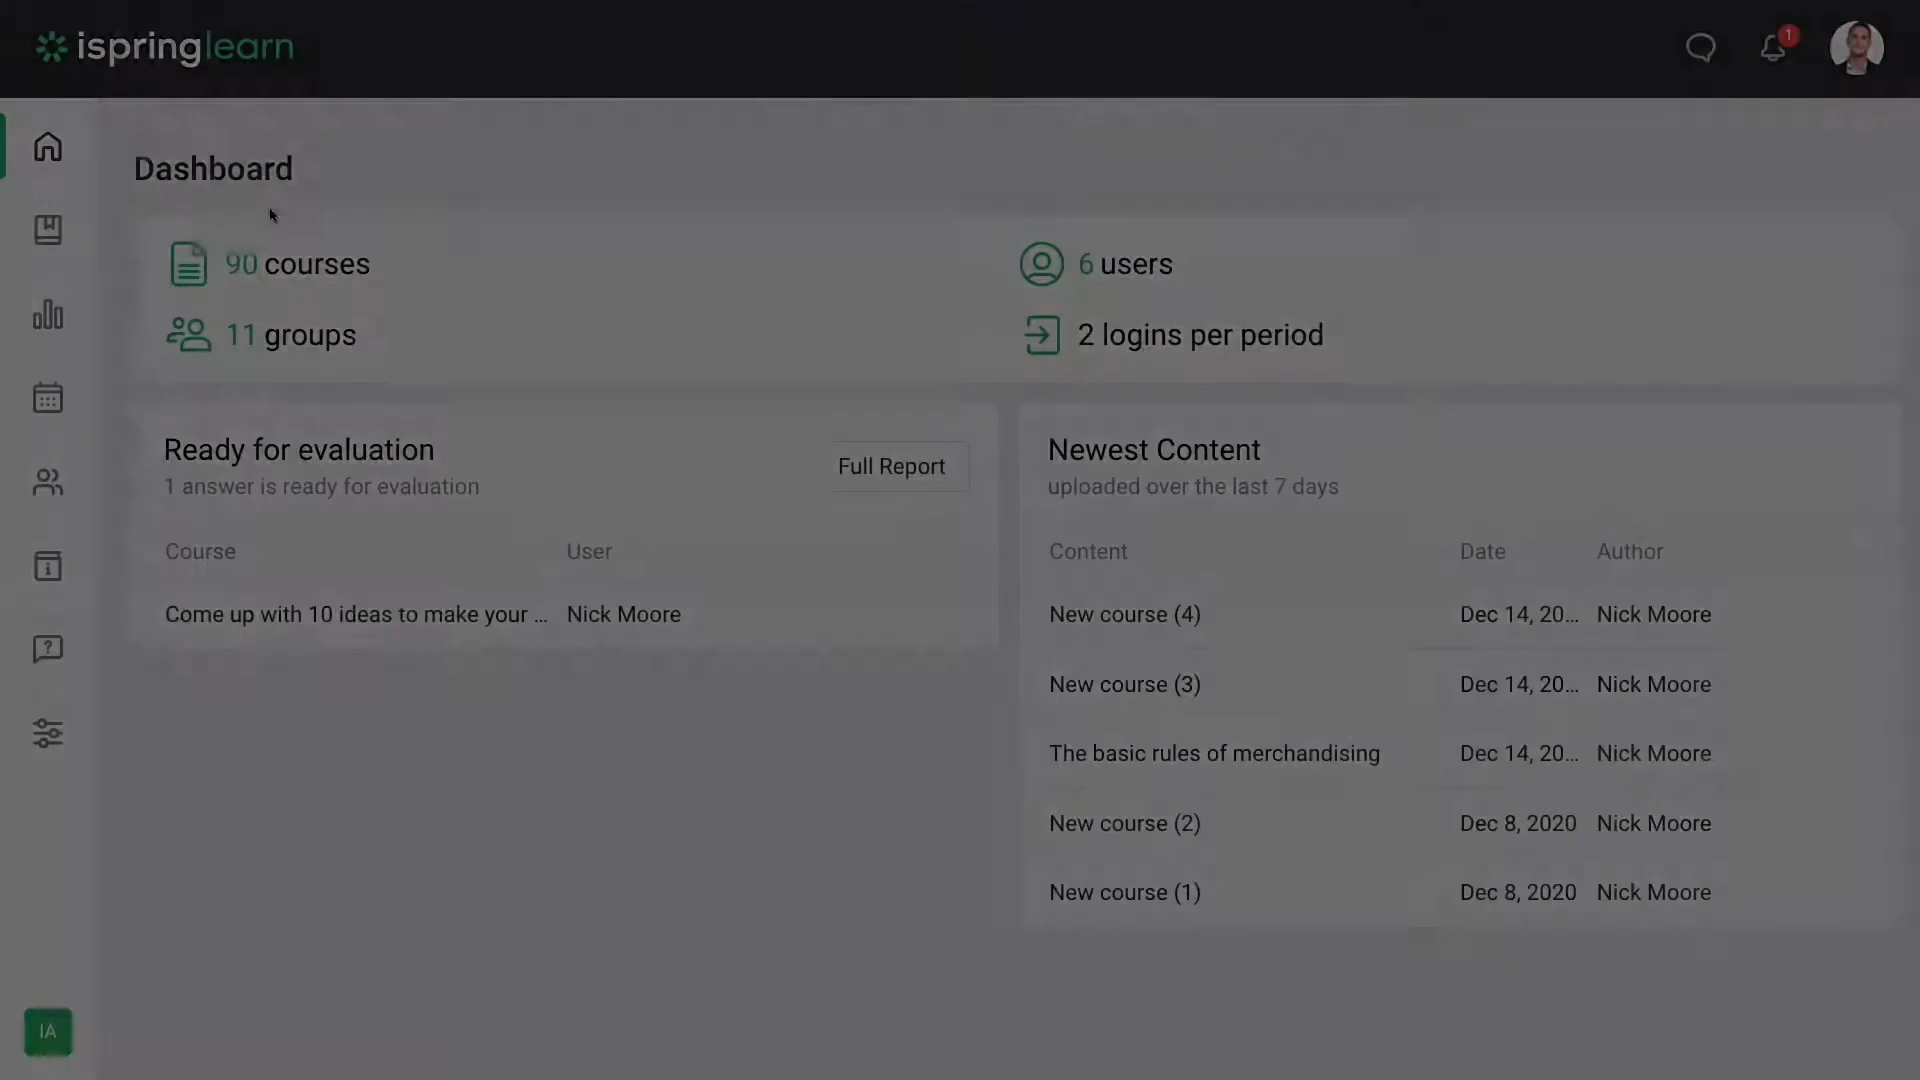 ispringlearn
1
Dashboard
90 courses
6 users
11 groups
2 logins per period
Ready for evaluation
1 answer is ready for evaluation
Full Report
Course User
Come up with 10 ideas to make your ... Nick Moore
Newest Content
uploaded over the last 7 days
Content Date Author
New course (4) Dec 14, 20... Nick Moore
New course (3) Dec 14, 20... Nick Moore
The basic rules of merchandising Dec 14, 20... Nick Moore
New course (2) Dec 8, 2020 Nick Moore
New course (1) Dec 8, 2020 Nick Moore
IA